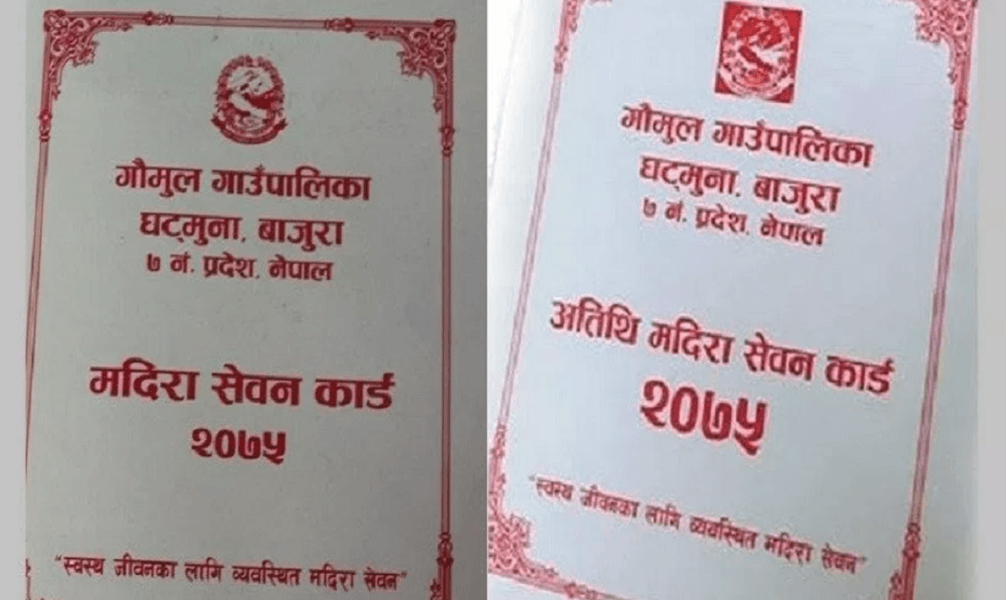 गौमुल गाउँपालिका
घट्मुना, बाजुरा
७ नं. प्रदेश, नेपाल
मदिरा सेवन कार्ड
२०७५
"स्वस्थ जीवनका लागि व्यवस्थित मदिरा सेवन"
गौमुल गाउँपालिका
घट्मुना, बाजुरा
७ नं. प्रदेश, नेपाल
अतिथि मदिरा सेवन कार्ड
२०७५
"स्वस्थ जीवनका लागि व्यवस्थित मदिरा सेवन"